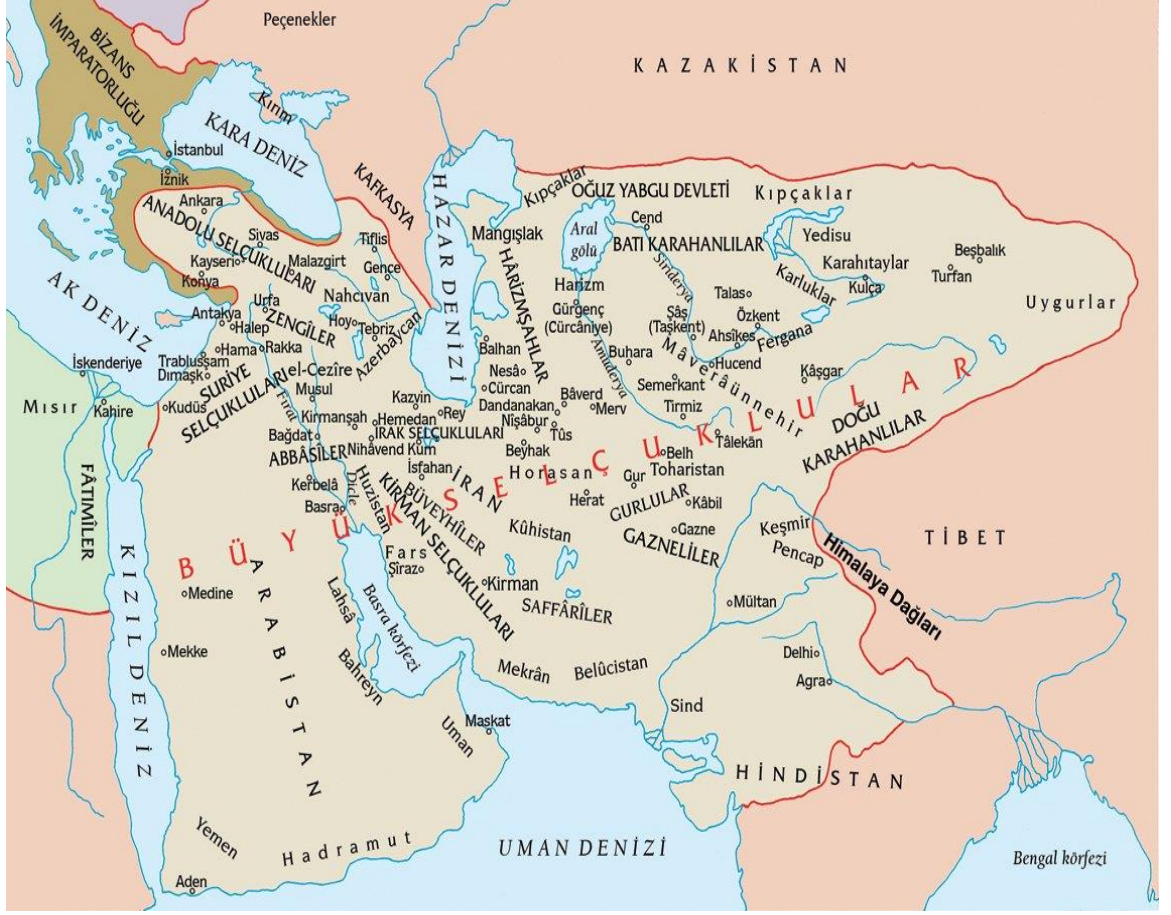 Peçenekler
BİZANS
İMPARATORLUĞU
KAZAKİSTAN
Kırim
KARA DENİZ
İstanbul
İznik
KAFKASYA
HAZAR DENİZİ
Kıpçaklar
OĞUZ YABGU DEVLETİ
Kıpçaklar
Ankara
ANADOLU SELÇUKLULARI
Sivas
Kayseri
Malazgirt
Konya
Tiflis
Gence
Nahcıvan
Mangışlak
Aral
gölü
Cend
BATI KARAHANLILAR
Sirıderya
Yedisu
Karahıtaylar
Karluklar
Kulça
Beşbalık
Turfan
Uygurlar
AK DENİZ
Antakya
Urfa
Halep
ZENGİLER
Hoy
Tebriz
Azerbaycan
HÂRİZMŞAHLAR
Harizm
Gürgenç
(Cürcâniye)
Amuderya
Talas
Özkent
Şâş
(Taşkent)
Ahsîkes
Fergana
Hucend
Mâverâünnehir
Buhara
Semerkant
Tirmiz
Kâşgar
İskenderiye
Trablusşam
Hama
Rakka
Dımaşk
SURİYE
SELÇUKLULARI
el-Cezîre
Musul
Fırat
Balhan
Nesâ
Cürcan
Dandanakan
Bâverd
Merv
Nişâbur
Tûs
Mısır
Kahire
Kudüs
Kazvin
Rey
Kirmanşah
Hemedan
IRAK SELÇUKLULARI
Bağdat
ABBÂSÎLER
Nihâvend
Kum
Beyhak
İsfahan
Horasan
Belh
Tâlekān
Toharistan
DOĞU
KARAHANLILAR
FÂTIMÎLER
Kerbelâ
Dicle
Basra
Huzistan
İRAN
BÜVEYHÎLER
KİRMAN SELÇUKLULARI
Herat
Gur
GURLULAR
Kâbil
Kûhistan
Gazne
GAZNELİLER
BÜYÜK SELÇUKLULAR
Keşmir
Pencap
Himalaya Dağları
TİBET
KIZIL DENİZ
Medine
ARABİSTAN
Lahsâ
Fars
Şîraz
Basra körfezi
Kirman
SAFFÂRÎLER
Mültan
Mekke
Bahreyn
Mekrân
Belûcistan
Delhi
Agra
Uman
Maskat
Sind
HİNDİSTAN
Yemen
Hadramut
Aden
UMAN DENİZİ
Bengal körfezi